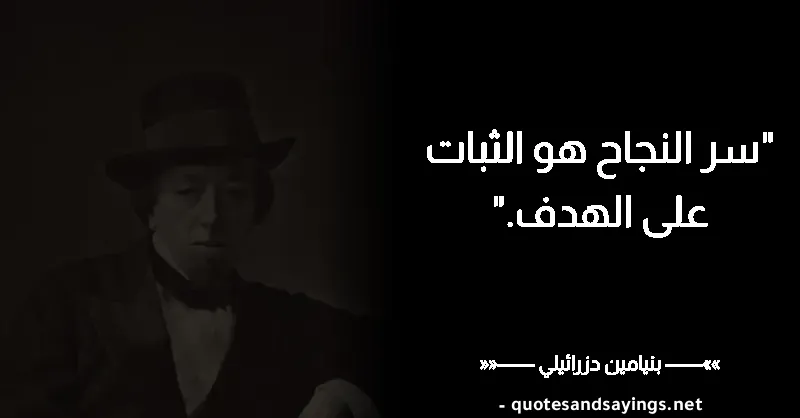 "سر النجاح هو الثبات
على الهدف."
««——— بنيامين دزرائيلي ———»»
- quotesandsayings.net